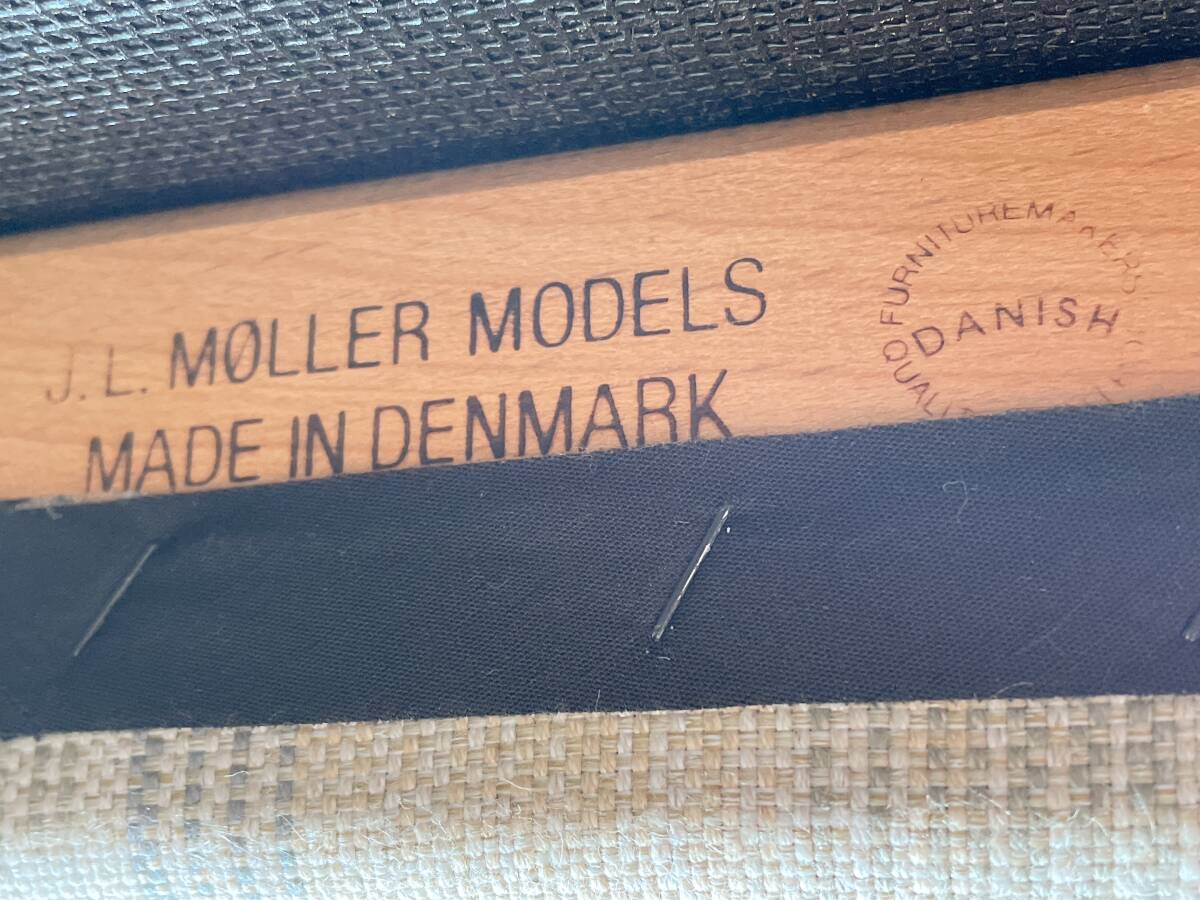 J.L. MØLLER MODELS
MADE IN DENMARK
FURNITUREMAKERS
DANISH